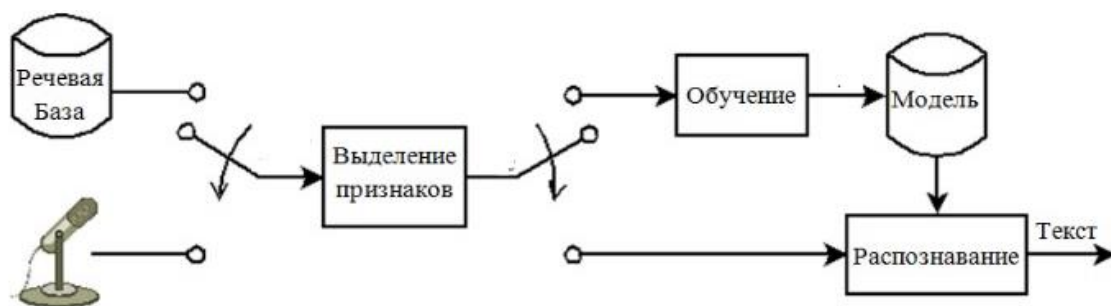 Речевая
База
Выделение
признаков
Обучение
Модель
Распознавание
Текст